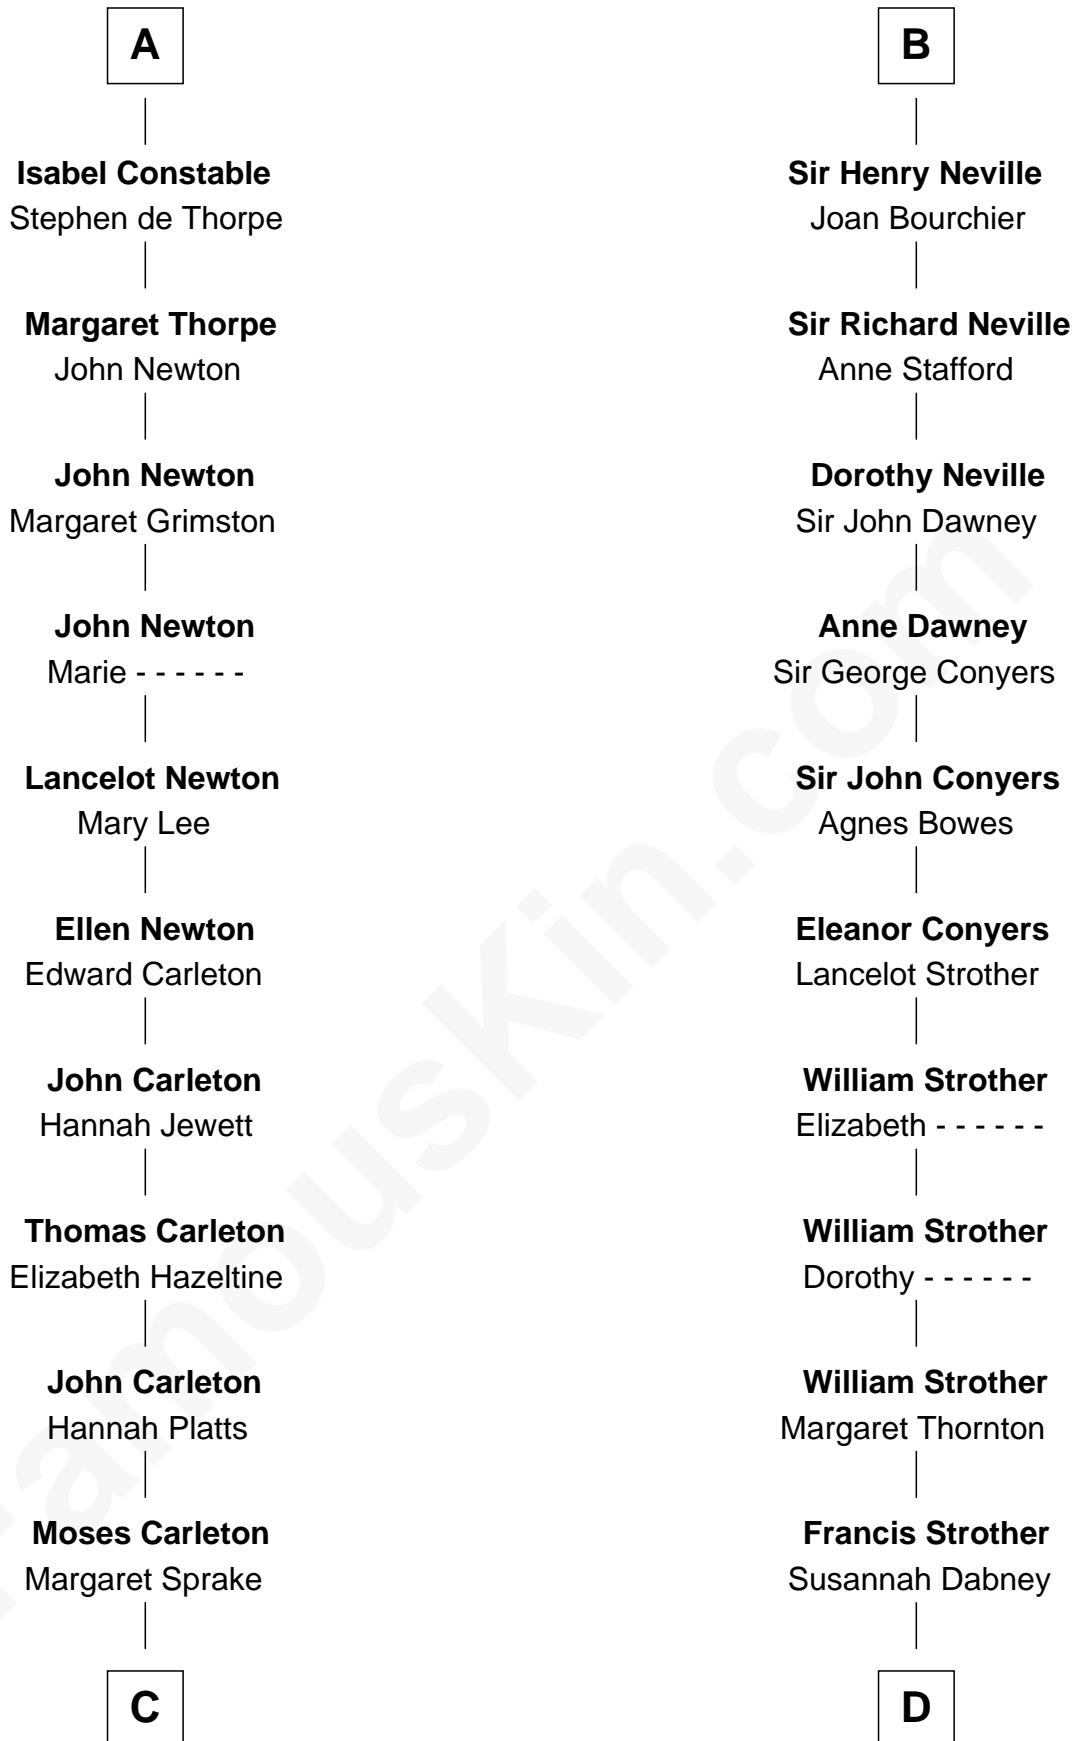 A
Isabel Constable
Stephen de Thorpe
Margaret Thorpe
John Newton
John Newton
Margaret Grimston
John Newton
Marie - - - - - -
Lancelot Newton
Mary Lee
Ellen Newton
Edward Carleton
John Carleton
Hannah Jewett
Thomas Carleton
Elizabeth Hazeltine
John Carleton
Hannah Platts
Moses Carleton
Margaret Sprake
C
B
Sir Henry Neville
Joan Bourchier
Sir Richard Neville
Anne Stafford
Dorothy Neville
Sir John Dawney
Anne Dawney
Sir George Conyers
Sir John Conyers
Agnes Bowes
Eleanor Conyers
Lancelot Strother
William Strother
Elizabeth - - - - - -
William Strother
Dorothy - - - - - -
William Strother
Margaret Thornton
Francis Strother
Susannah Dabney
D
FamousKin.com